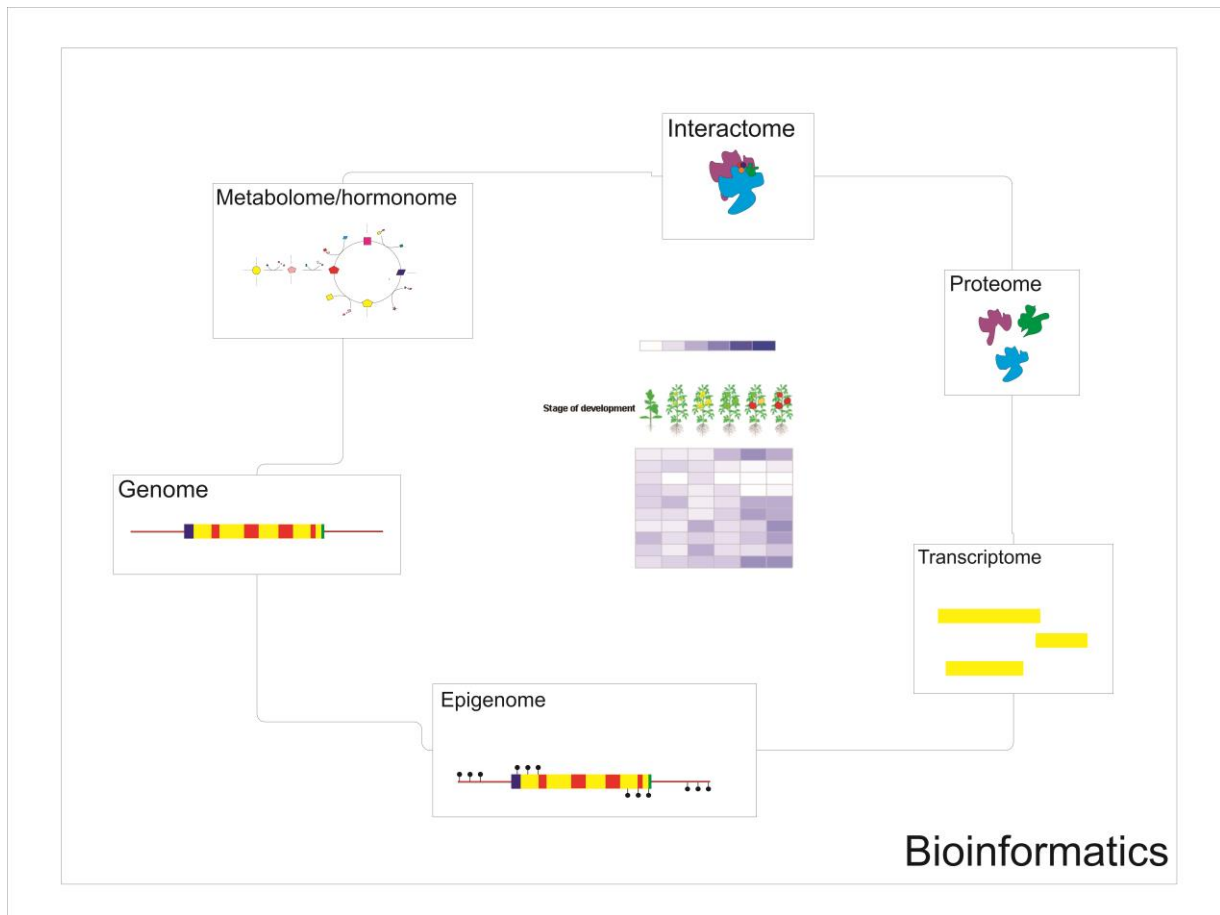 Interactome
Metabolome/hormonome
Proteome
Stage of development
Genome
Transcriptome
Epigenome
Bioinformatics